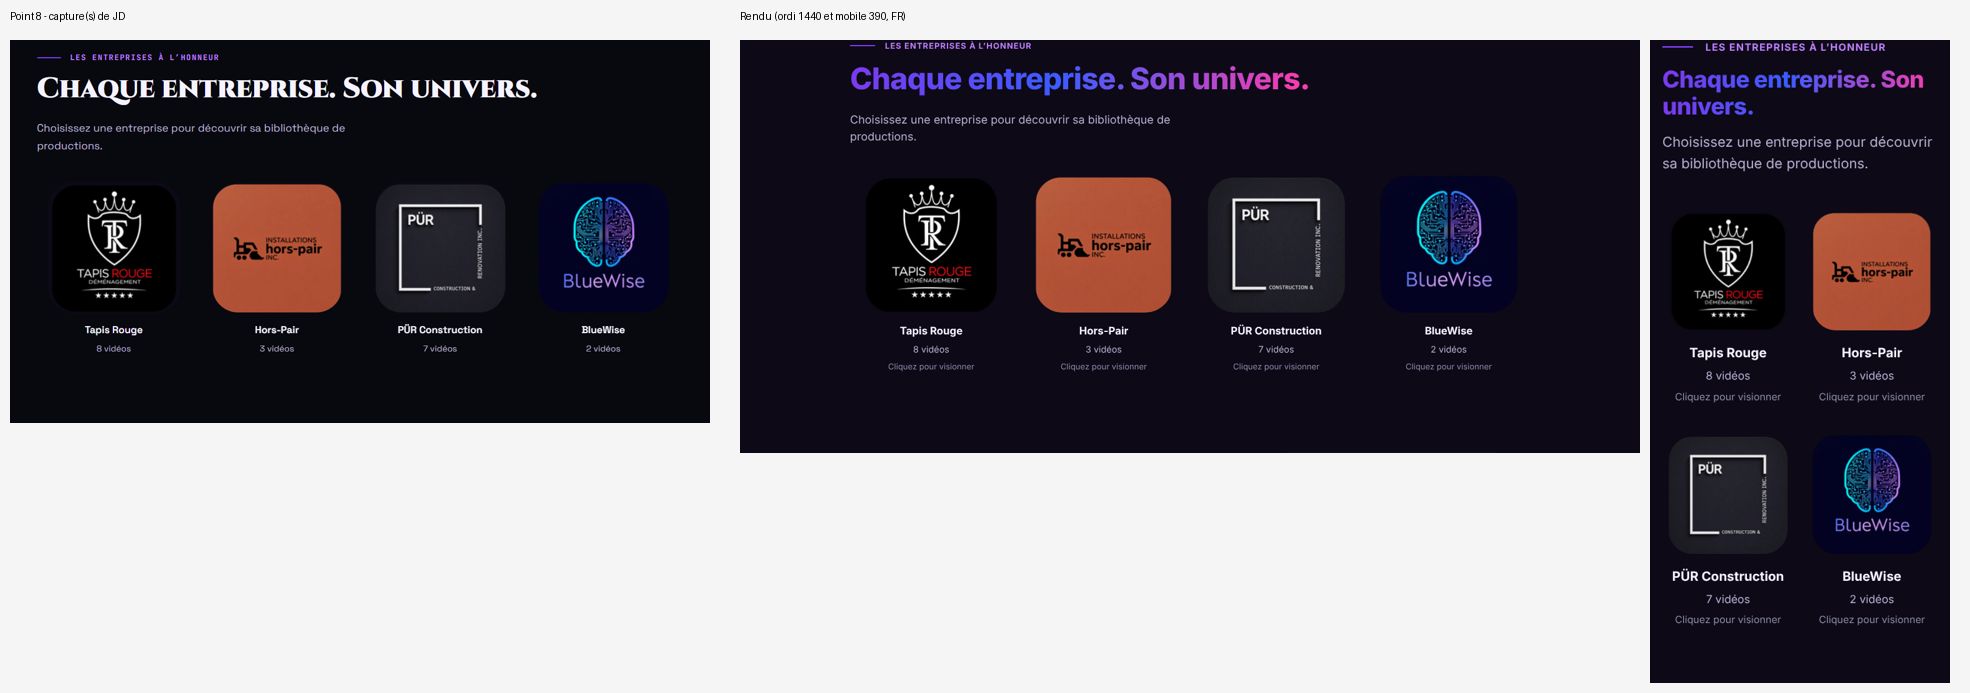 Point 8 - capture(s) de JD
LES ENTREPRISES À L'HONNEUR
CHAQUE ENTREPRISE. SON UNIVERS.
Choisissez une entreprise pour découvrir sa bibliothèque de
productions.
TR
TAPIS ROUGE
DÉMÉNAGEMENT
★★★★★
INSTALLATIONS
hors-pair
INC.
PÜR
CONSTRUCTION &
RENOVATION INC.
BlueWise
Tapis Rouge
8 vidéos
Hors-Pair
3 vidéos
PÜR Construction
7 vidéos
BlueWise
2 vidéos
Rendu (ordi 1440 et mobile 390, FR)
LES ENTREPRISES À L'HONNEUR
Chaque entreprise. Son univers.
Choisissez une entreprise pour découvrir sa bibliothèque de
productions.
TR
TAPIS ROUGE
DÉMÉNAGEMENT
★★★★★
INSTALLATIONS
hors-pair
INC.
PÜR
CONSTRUCTION &
RENOVATION INC.
BlueWise
Tapis Rouge
8 vidéos
Cliquez pour visionner
Hors-Pair
3 vidéos
Cliquez pour visionner
PÜR Construction
7 vidéos
Cliquez pour visionner
BlueWise
2 vidéos
Cliquez pour visionner
LES ENTREPRISES À L'HONNEUR
Chaque entreprise. Son
univers.
Choisissez une entreprise pour découvrir
sa bibliothèque de productions.
TR
TAPIS ROUGE
DÉMÉNAGEMENT
★★★★★
INSTALLATIONS
hors-pair
INC.
Tapis Rouge
8 vidéos
Cliquez pour visionner
Hors-Pair
3 vidéos
Cliquez pour visionner
PÜR
CONSTRUCTION &
RENOVATION INC.
BlueWise
PÜR Construction
7 vidéos
Cliquez pour visionner
BlueWise
2 vidéos
Cliquez pour visionner